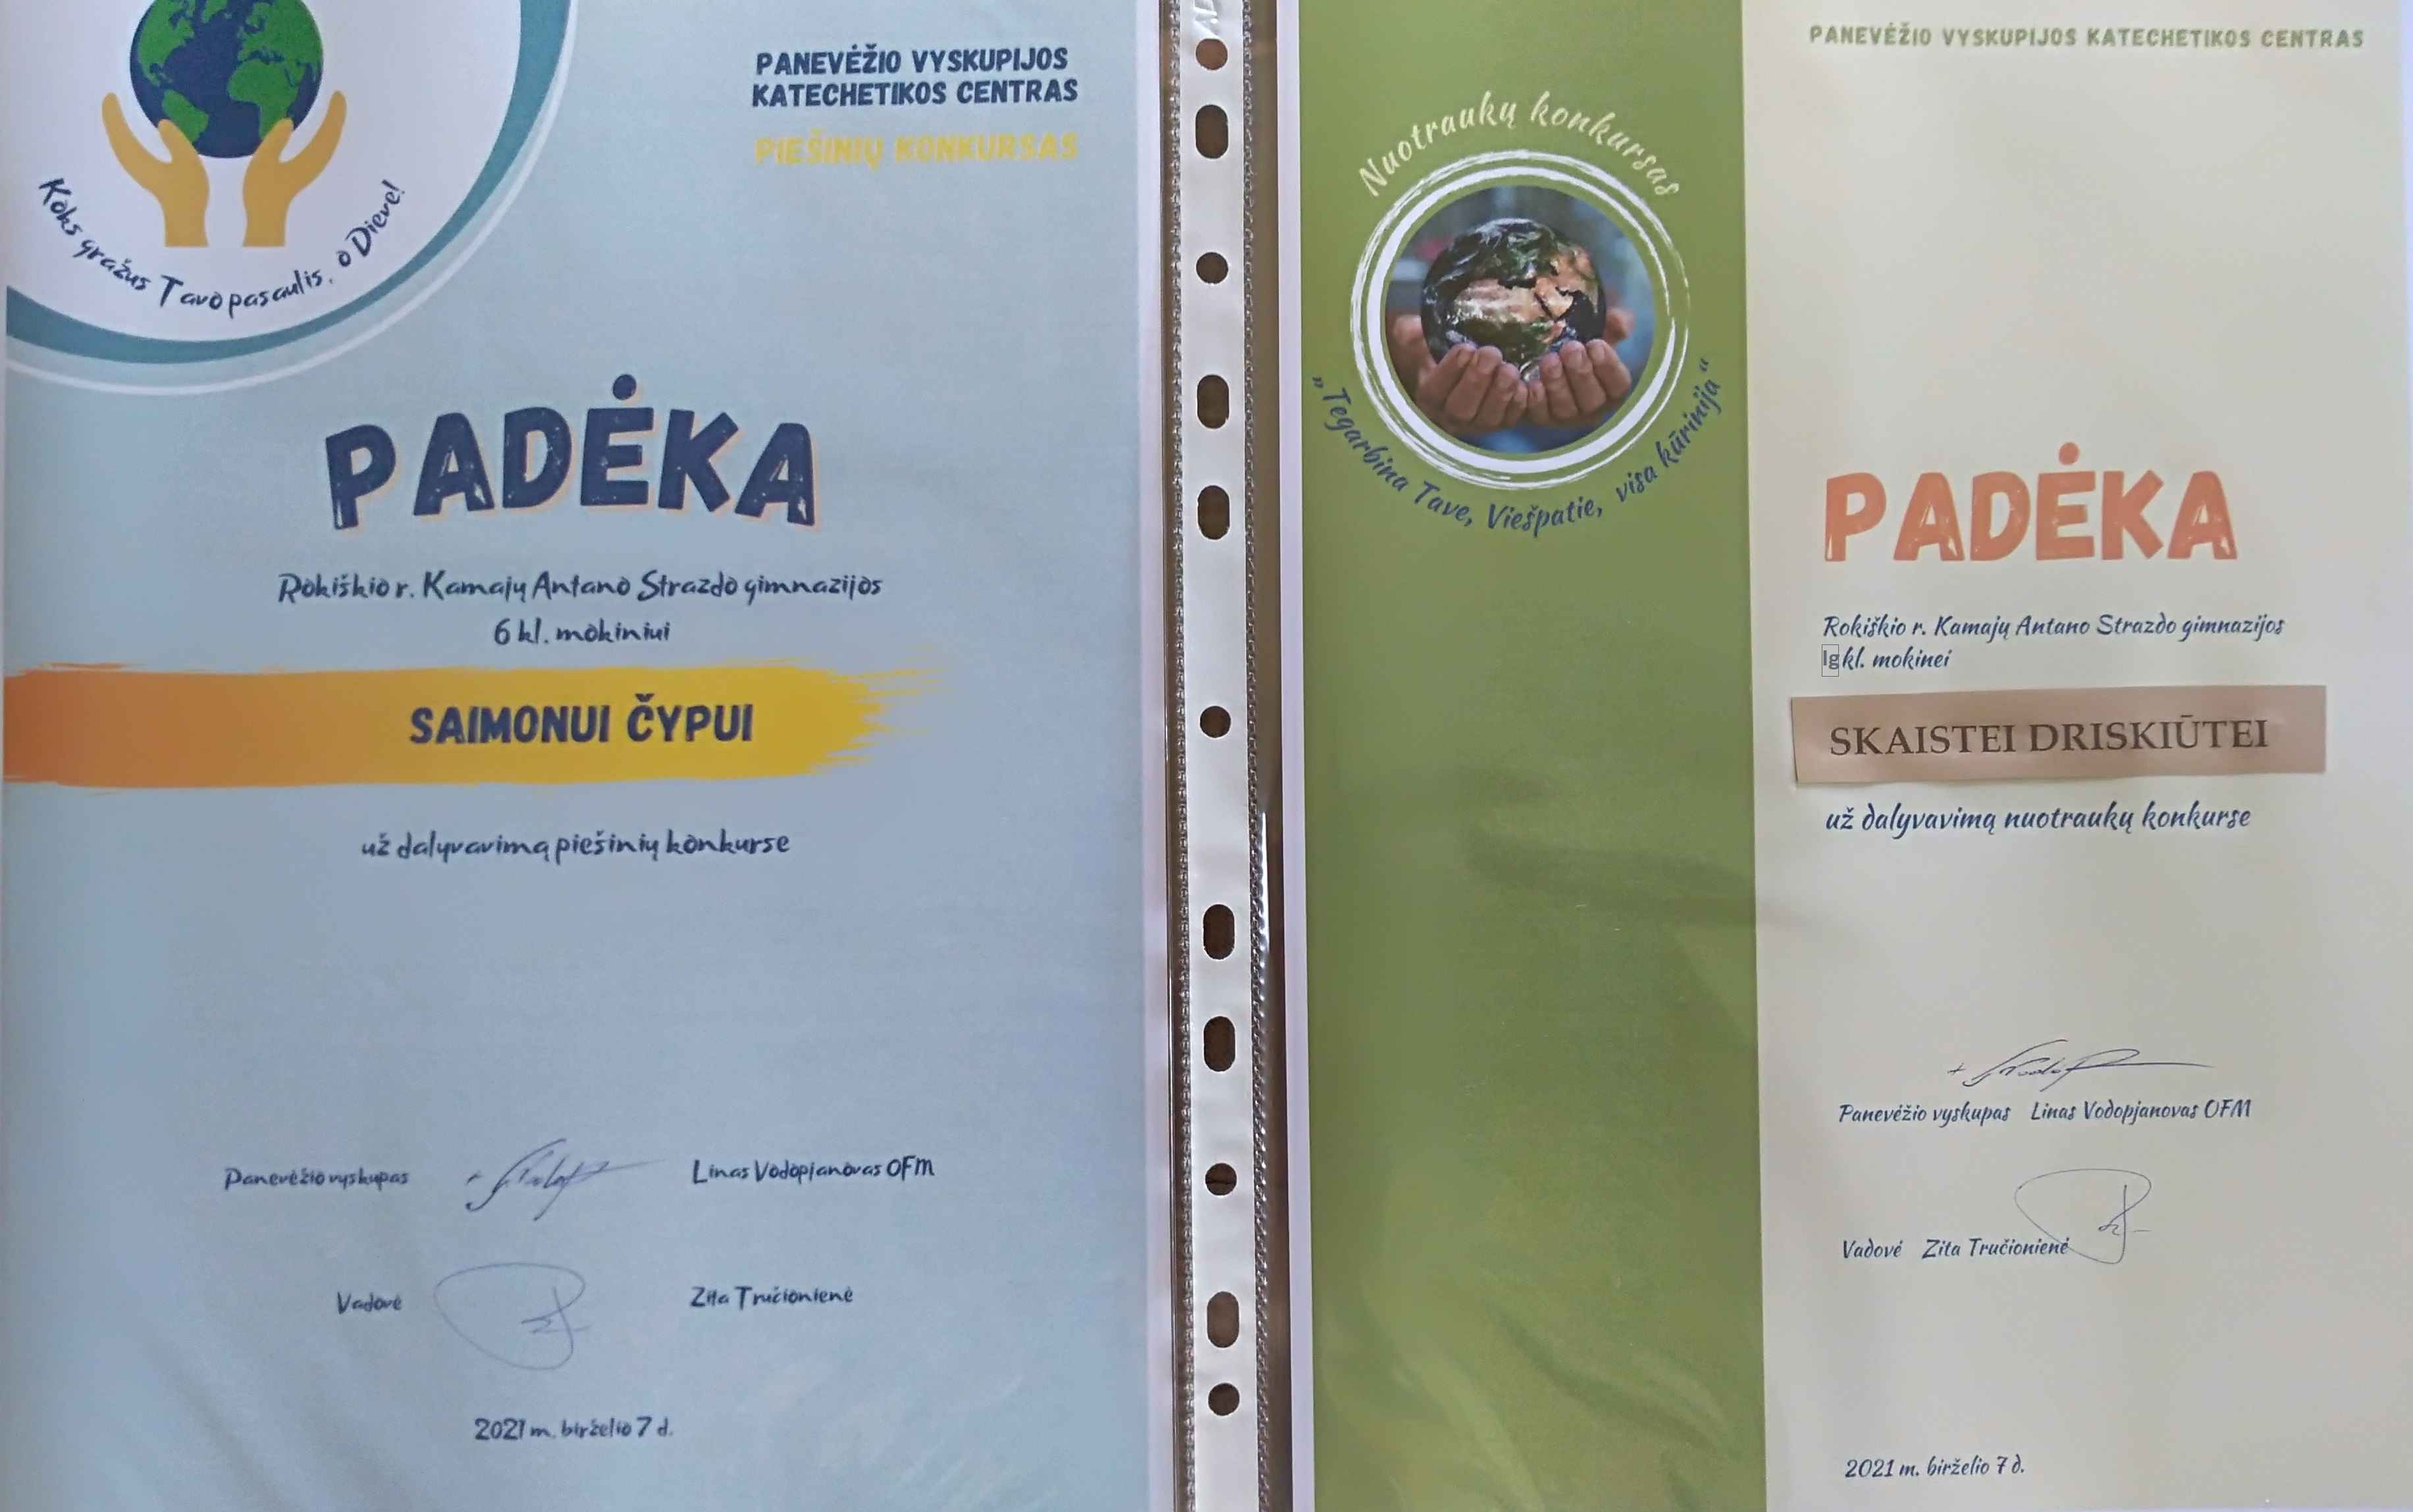 PANEVĖŽIO VYSKUPIJOS
KATECHETIKOS CENTRAS
PIEŠINIŲ KONKURSAS
Koks gražus Tavo pasaulis, o Dieve!
PADĖKA
Rokiškio r. Kamajų Antano Strazdo gimnazijos
6 kl. mokiniui
SAIMONUI ČYPUI
už dalyvavimą piešinių konkurse
Panevėžio vyskupas Linas Vodopjanovas OFM
Vadovė Zita Tručionienė
2021 m. birželio 7 d.
PANEVĖŽIO VYSKUPIJOS KATECHETIKOS CENTRAS
Nuotraukų konkursas
„Tegarbina Tave, Viešpatie, visa kūrinija“
PADĖKA
Rokiškio r. Kamajų Antano Strazdo gimnazijos
Ig kl. mokinei
SKAISTEI DRISKIŪTEI
už dalyvavimą nuotraukų konkurse
Panevėžio vyskupas Linas Vodopjanovas OFM
Vadovė Zita Tručionienė
2021 m. birželio 7 d.